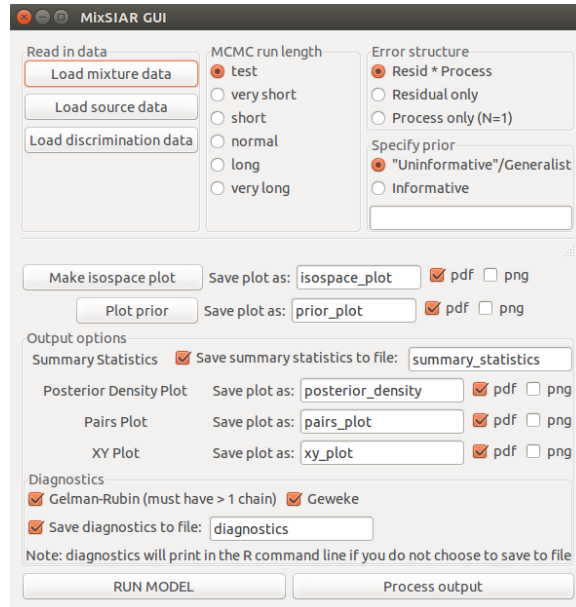 MixSIAR GUI
Read in data
Load mixture data
Load source data
Load discrimination data
MCMC run length
test
very short
short
normal
long
very long
Error structure
Resid * Process
Residual only
Process only (N=1)
Specify prior
"Uninformative"/Generalist
Informative
Make isospace plot Save plot as: isospace_plot pdf png
Plot prior Save plot as: prior_plot pdf png
Output options
Summary Statistics Save summary statistics to file: summary_statistics
Posterior Density Plot Save plot as: posterior_density pdf png
Pairs Plot Save plot as: pairs_plot pdf png
XY Plot Save plot as: xy_plot pdf png
Diagnostics
Gelman-Rubin (must have > 1 chain) Geweke
Save diagnostics to file: diagnostics
Note: diagnostics will print in the R command line if you do not choose to save to file
RUN MODEL Process output